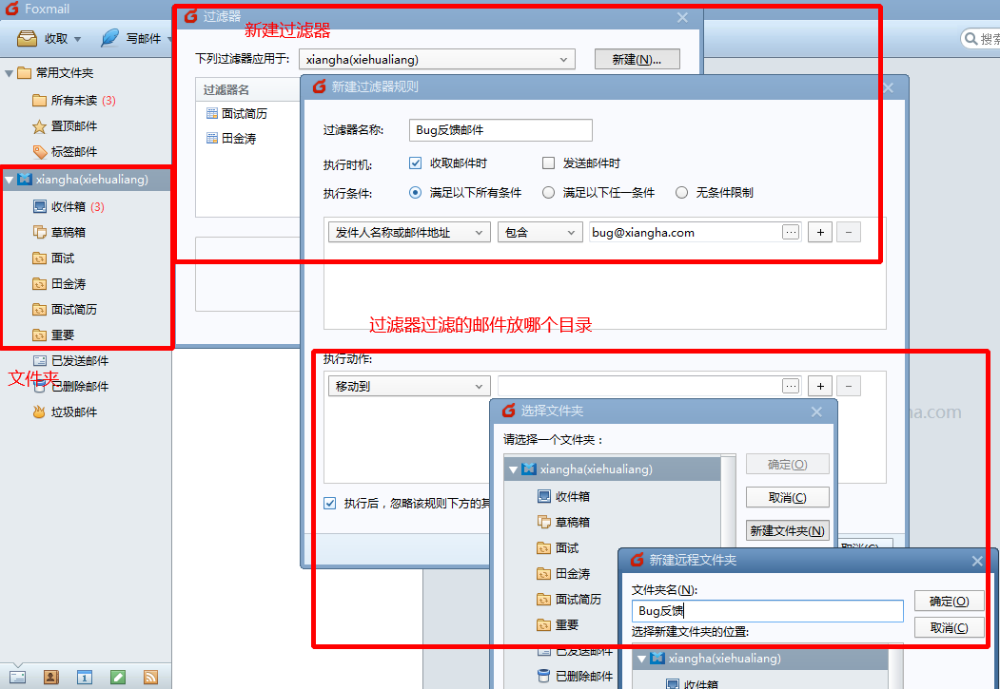 Foxmail
收取
写邮件
搜索
常用文件夹
所有未读 (3)
置顶邮件
标签邮件
xiangha(xiehualiang)
收件箱 (3)
草稿箱
面试
田金涛
面试简历
重要
已发送邮件
文件夹
已删除邮件
垃圾邮件
过滤器
新建过滤器
下列过滤器应用于:
xiangha(xiehualiang)
新建(N)...
过滤器名
面试简历
田金涛
新建过滤器规则
过滤器名称:
Bug反馈邮件
执行时机:
收取邮件时
发送邮件时
执行条件:
满足以下所有条件
满足以下任一条件
无条件限制
发件人名称或邮件地址
包含
bug@xiangha.com
...
+
-
过滤器过滤的邮件放哪个目录
执行动作:
移动到
...
+
-
ha.com
执行后，忽略该规则下方的
取消(C)
选择文件夹
请选择一个文件夹：
xiangha(xiehualiang)
收件箱
草稿箱
面试
田金涛
面试简历
重要
已发送邮件
已删除邮件
确定(O)
取消(C)
新建文件夹(N)
新建远程文件夹
文件夹名(N):
Bug反馈
确定(O)
取消(C)
选择新建文件夹的位置:
xiangha(xiehualiang)
收件箱
1